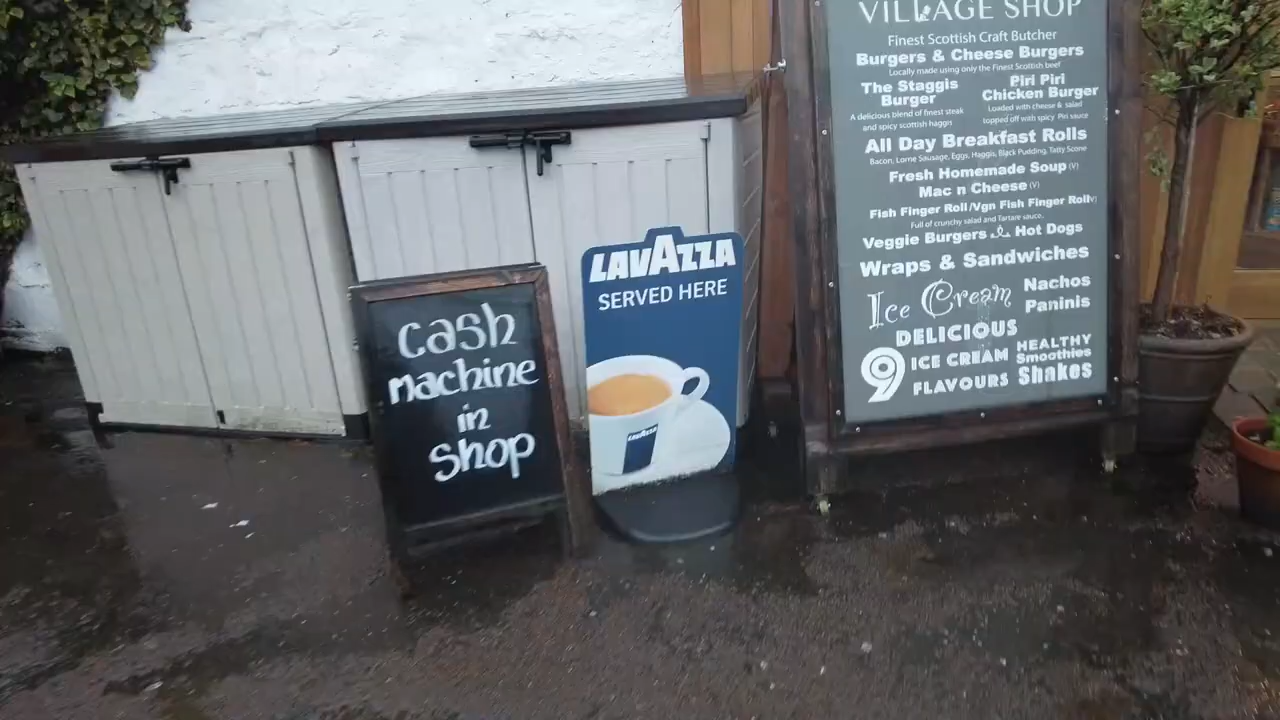 Cash
machine
in
Shop
LAVAZZA
SERVED HERE
LAVAZZA
VILLAGE SHOP
Finest Scottish Craft Butcher
Burgers & Cheese Burgers
Locally made using only the Finest Scottish beef
The Staggis
Burger
A delicious blend of finest steak
and spicy scottish haggis
Piri Piri
Chicken Burger
Loaded with cheese & salad
topped off with spicy Piri sauce
All Day Breakfast Rolls
Bacon, Lorne Sausage, Eggs, Haggis, Black Pudding, Tatty Scone
Fresh Homemade Soup (V)
Mac n Cheese (V)
Fish Finger Roll/Vgn Fish Finger Roll(V)
Full of crunchy salad and Tartare sauce,
Veggie Burgers & Hot Dogs
Wraps & Sandwiches
Ice Cream
Nachos
Paninis
DELICIOUS
9 ICE CREAM
FLAVOURS
HEALTHY
Smoothies
Shakes